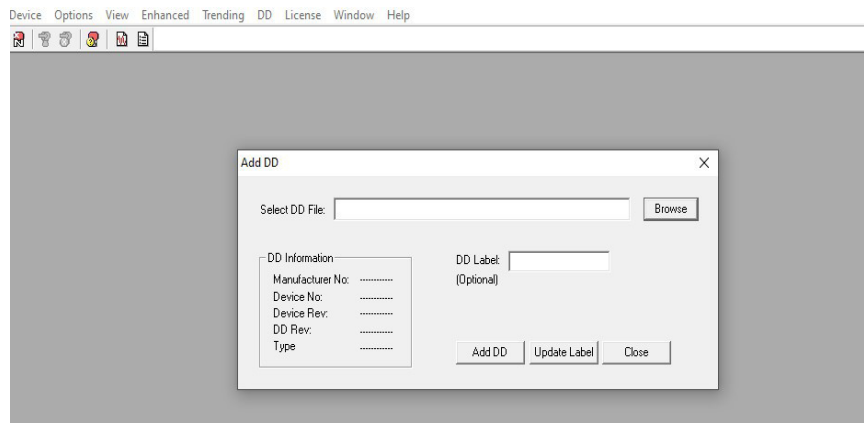 Device Options View Enhanced Trending DD License Window Help
Add DD
Select DD File: Browse
DD Information
Manufacturer No: ------------
Device No: ------------
Device Rev: ------------
DD Rev: ------------
Type ------------
DD Label:
(Optional)
Add DD Update Label Close